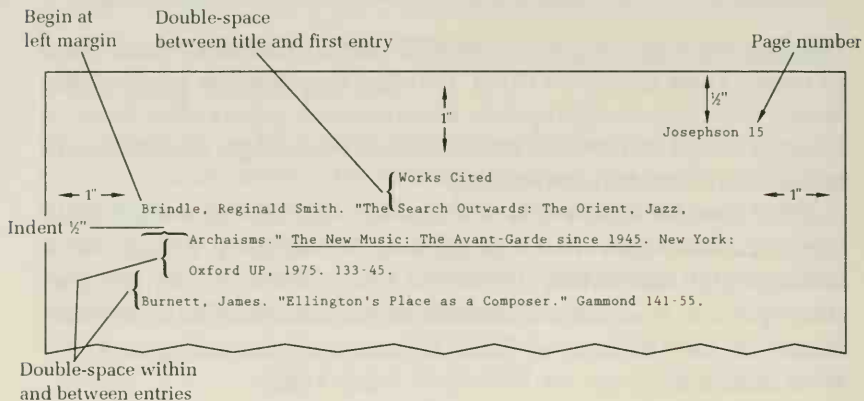 Begin at
left margin
Double-space
between title and first entry
Page number
½"
1"
Josephson 15
Works Cited
1"
1"
Brindle, Reginald Smith. "The Search Outwards: The Orient, Jazz,
Indent ½"
Archaisms." The New Music: The Avant-Garde since 1945. New York:
Oxford UP, 1975. 133-45.
Burnett, James. "Ellington's Place as a Composer." Gammond 141-55.
Double-space within
and between entries